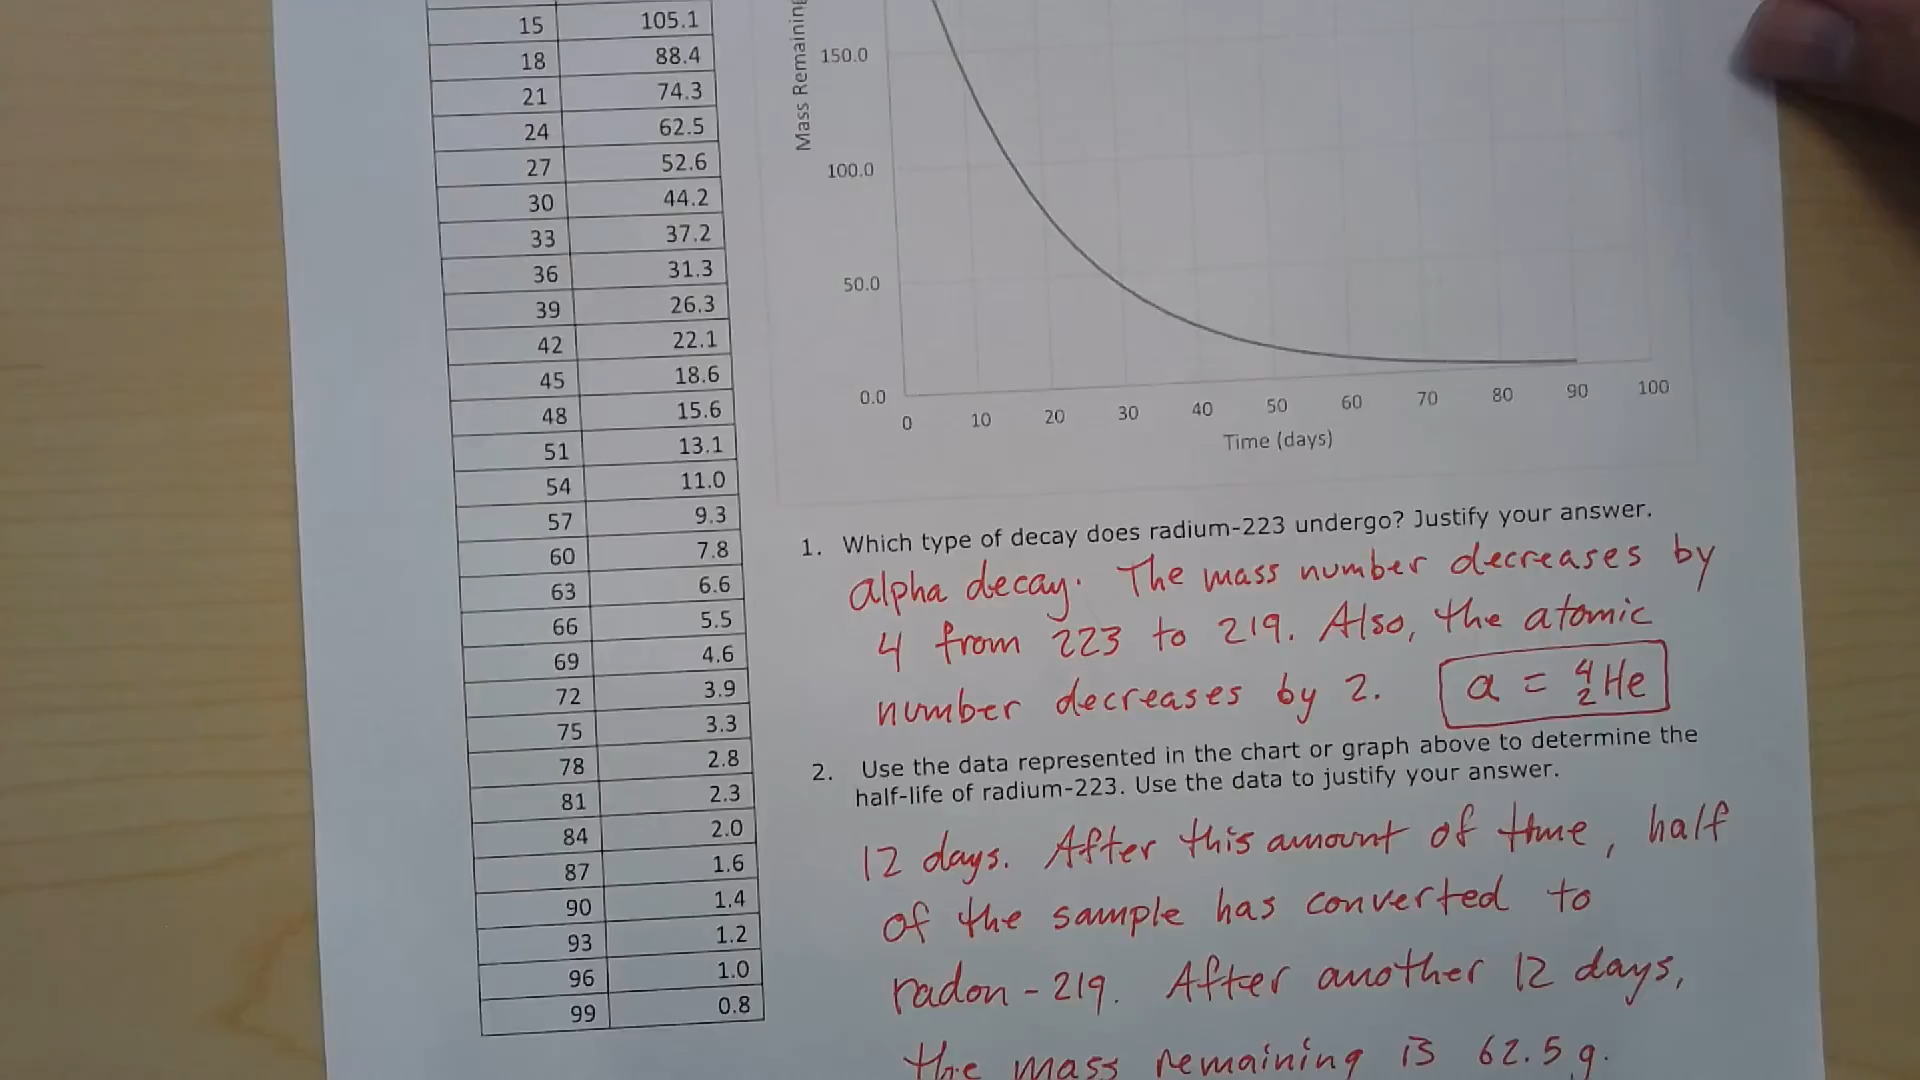 15 105.1
18 88.4
21 74.3
24 62.5
27 52.6
30 44.2
33 37.2
36 31.3
39 26.3
42 22.1
45 18.6
48 15.6
51 13.1
54 11.0
57 9.3
60 7.8
63 6.6
66 5.5
69 4.6
72 3.9
75 3.3
78 2.8
81 2.3
84 2.0
87 1.6
90 1.4
93 1.2
96 1.0
99 0.8
Mass Remaining
150.0
100.0
50.0
0.0
0 10 20 30 40 50 60 70 80 90 100
Time (days)
1. Which type of decay does radium-223 undergo? Justify your answer.
alpha decay. The mass number decreases by
4 from 223 to 219. Also, the atomic
number decreases by 2. α = ⁴₂He
2. Use the data represented in the chart or graph above to determine the
half-life of radium-223. Use the data to justify your answer.
12 days. After this amount of time, half
of the sample has converted to
radon-219. After another 12 days,
the mass remaining is 62.5 g.